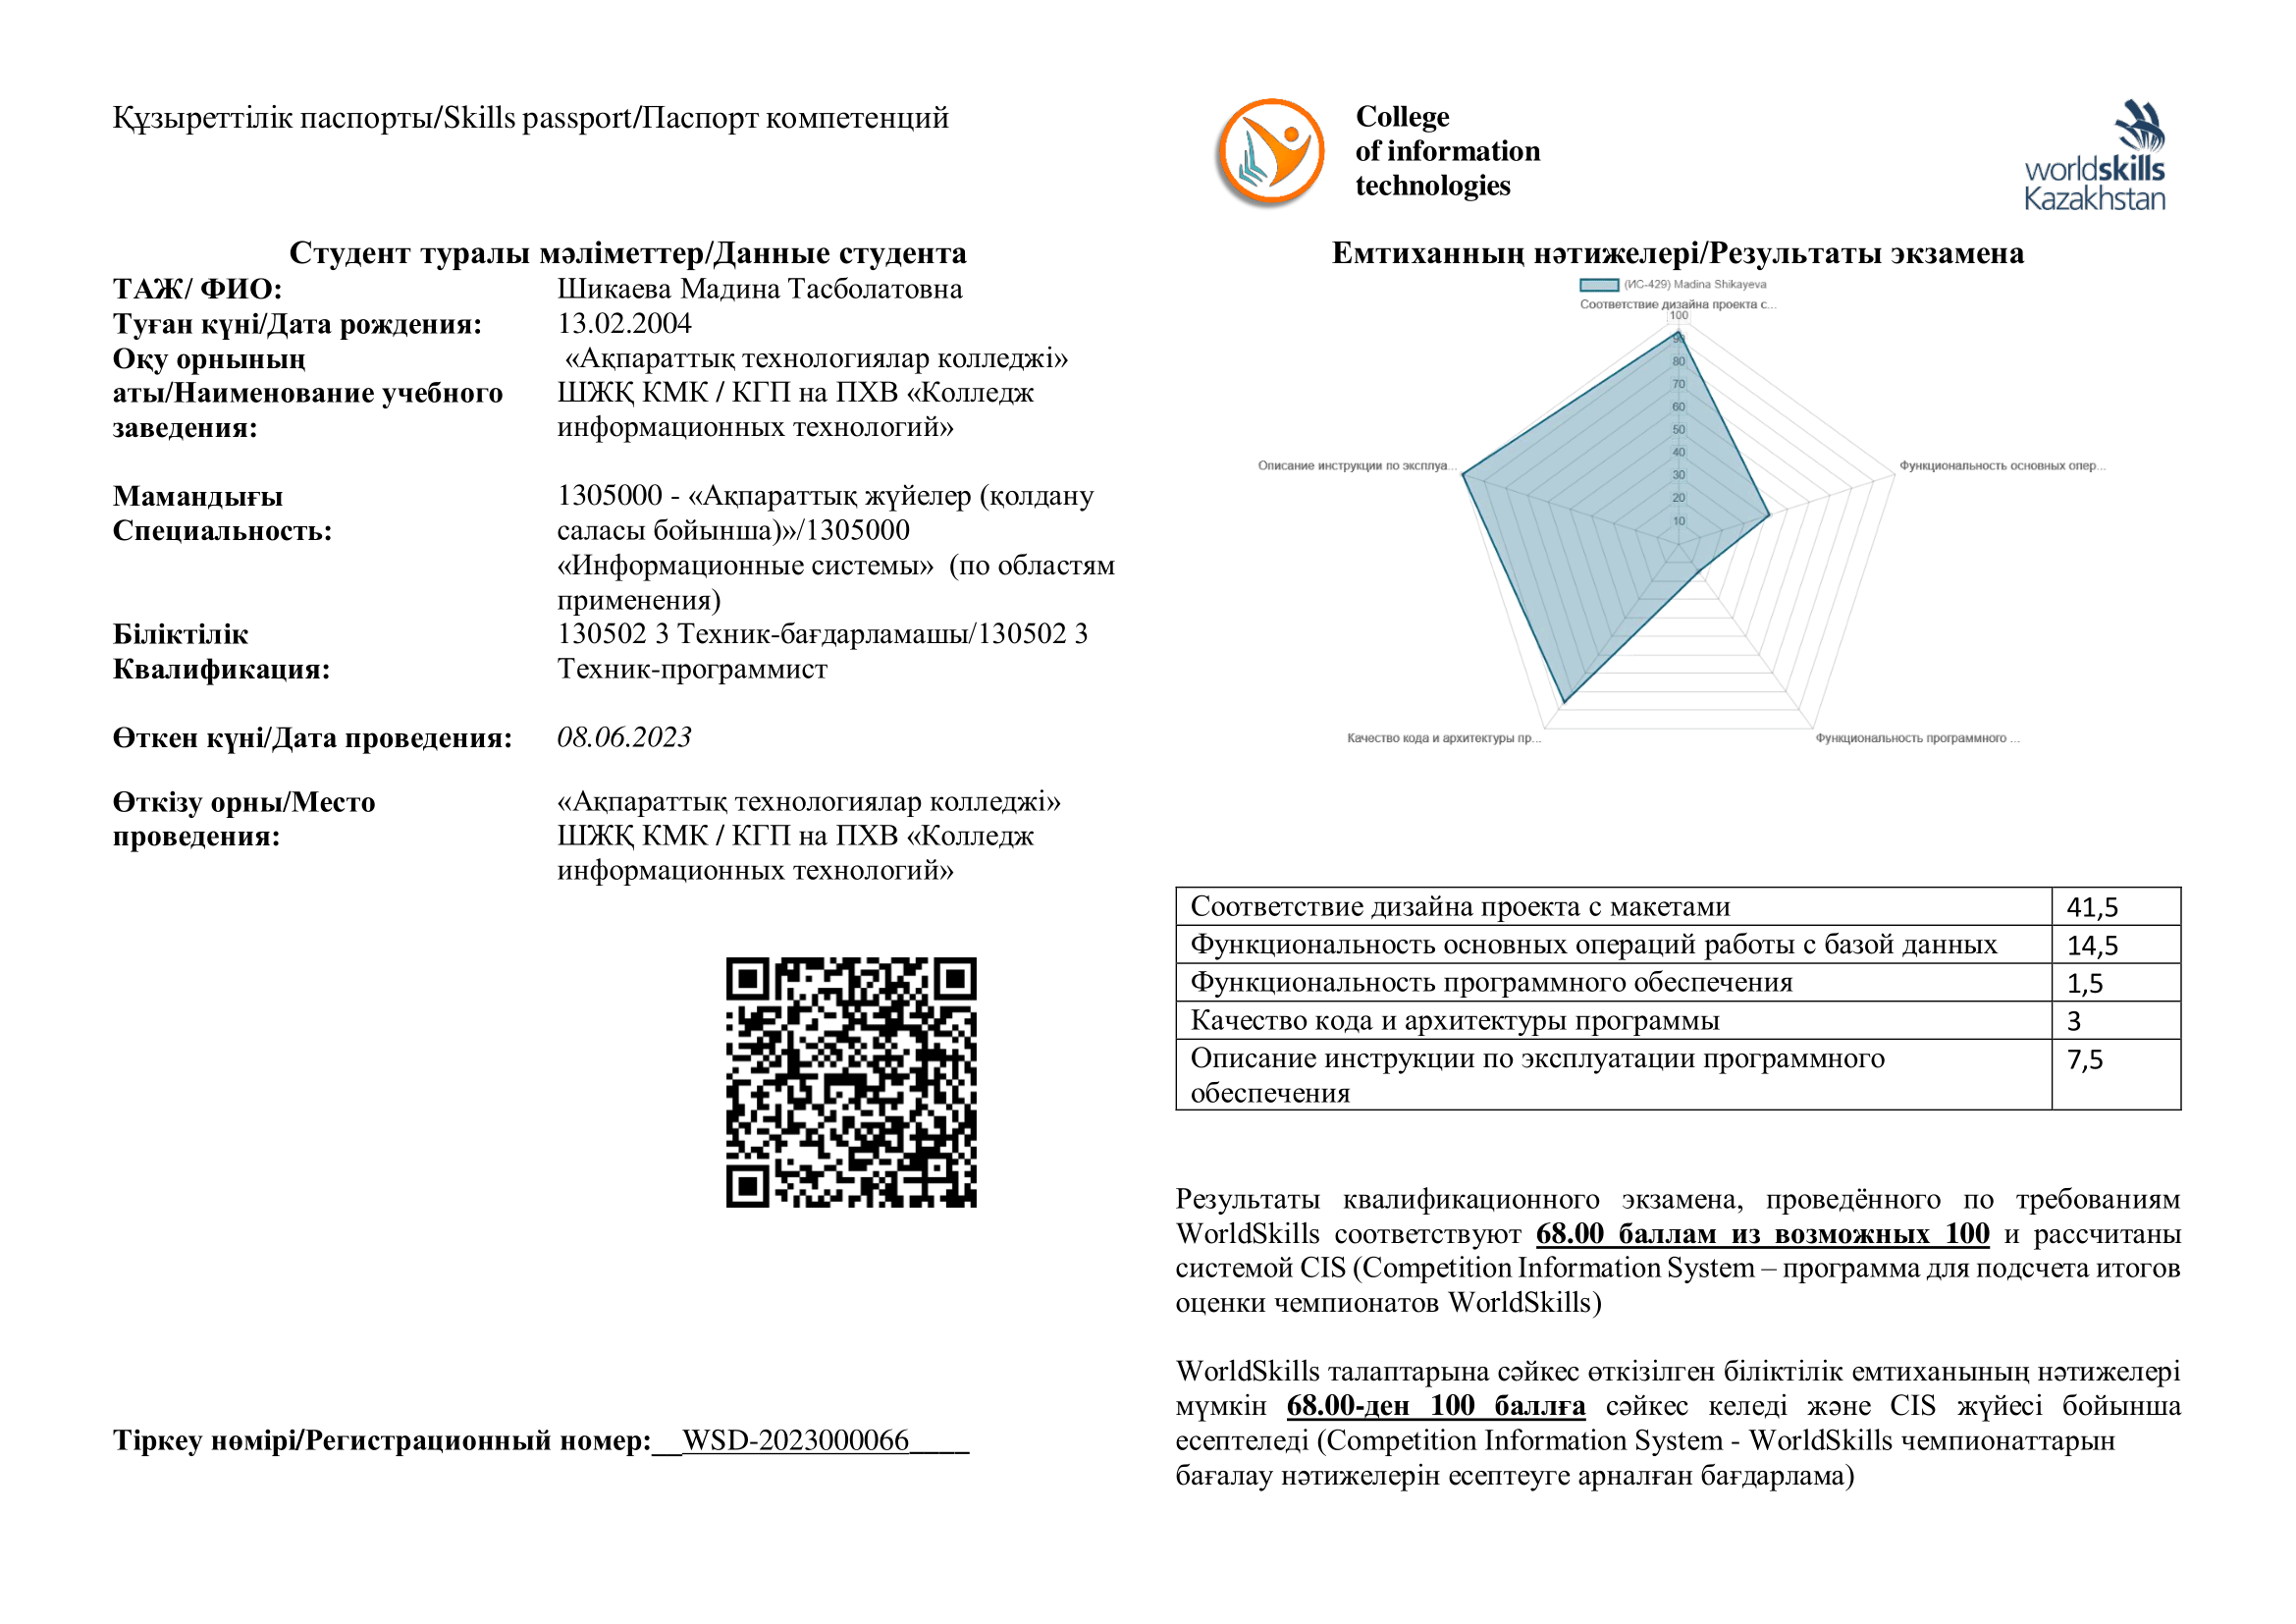 Құзыреттілік паспорты/Skills passport/Паспорт компетенций
Студент туралы мәліметтер/Данные студента
ТАЖ/ ФИО: Шикаева Мадина Тасболатовна
Туған күні/Дата рождения: 13.02.2004
Оқу орнының «Ақпараттық технологиялар колледжі»
аты/Наименование учебного ШЖҚ КМК / КГП на ПХВ «Колледж
заведения: информационных технологий»
Мамандығы 1305000 - «Ақпараттық жүйелер (қолдану
Специальность: саласы бойынша)»/1305000
«Информационные системы» (по областям
применения)
Біліктілік 130502 3 Техник-бағдарламашы/130502 3
Квалификация: Техник-программист
Өткен күні/Дата проведения: 08.06.2023
Өткізу орны/Место «Ақпараттық технологиялар колледжі»
проведения: ШЖҚ КМК / КГП на ПХВ «Колледж
информационных технологий»
Тіркеу нөмірі/Регистрационный номер:__WSD-2023000066____
College
of information
technologies
worldskills
Kazakhstan
Емтиханның нәтижелері/Результаты экзамена
(ИС-429) Madina Shikayeva
Соответствие дизайна проекта с...
100
90
80
70
60
50
40
30
20
10
Описание инструкции по эксплуа...
Функциональность основных опер...
Качество кода и архитектуры пр...
Функциональность программного ...
Соответствие дизайна проекта с макетами 41,5
Функциональность основных операций работы с базой данных 14,5
Функциональность программного обеспечения 1,5
Качество кода и архитектуры программы 3
Описание инструкции по эксплуатации программного 7,5
обеспечения
Результаты квалификационного экзамена, проведённого по требованиям
WorldSkills соответствуют 68.00 баллам из возможных 100 и рассчитаны
системой CIS (Competition Information System – программа для подсчета итогов
оценки чемпионатов WorldSkills)
WorldSkills талаптарына сәйкес өткізілген біліктілік емтиханының нәтижелері
мүмкін 68.00-ден 100 баллға сәйкес келеді және CIS жүйесі бойынша
есептеледі (Competition Information System - WorldSkills чемпионаттарын
бағалау нәтижелерін есептеуге арналған бағдарлама)